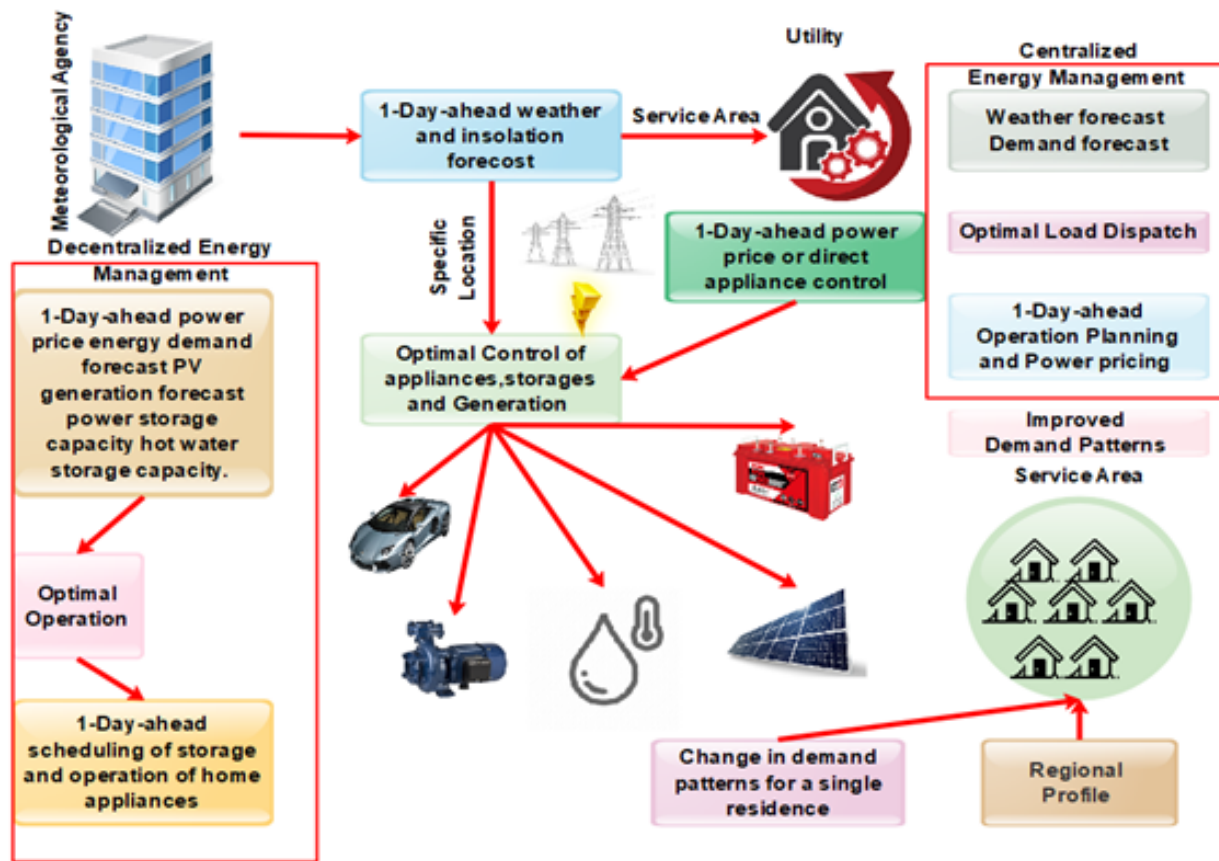 Meteorological Agency
1-Day-ahead weather
and insolation
forecost
Service Area
Utility
Centralized
Energy Management
Weather forecast
Demand forecast
Optimal Load Dispatch
1-Day-ahead
Operation Planning
and Power pricing
Specific
Location
1-Day-ahead power
price or direct
appliance control
Decentralized Energy
Management
1-Day-ahead power
price energy demand
forecast PV
generation forecast
power storage
capacity hot water
storage capacity.
Optimal
Operation
1-Day-ahead
scheduling of storage
and operation of home
appliances
Optimal Control of
appliances,storages
and Generation
Improved
Demand Patterns
Service Area
Change in demand
patterns for a single
residence
Regional
Profile